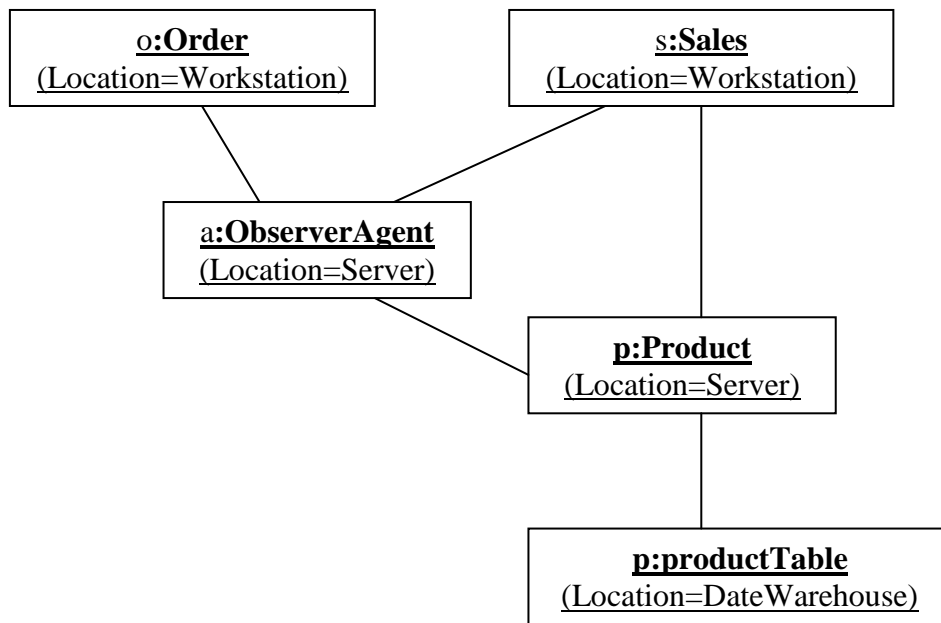 o:Order
(Location=Workstation)
s:Sales
(Location=Workstation)
a:ObserverAgent
(Location=Server)
p:Product
(Location=Server)
p:productTable
(Location=DateWarehouse)